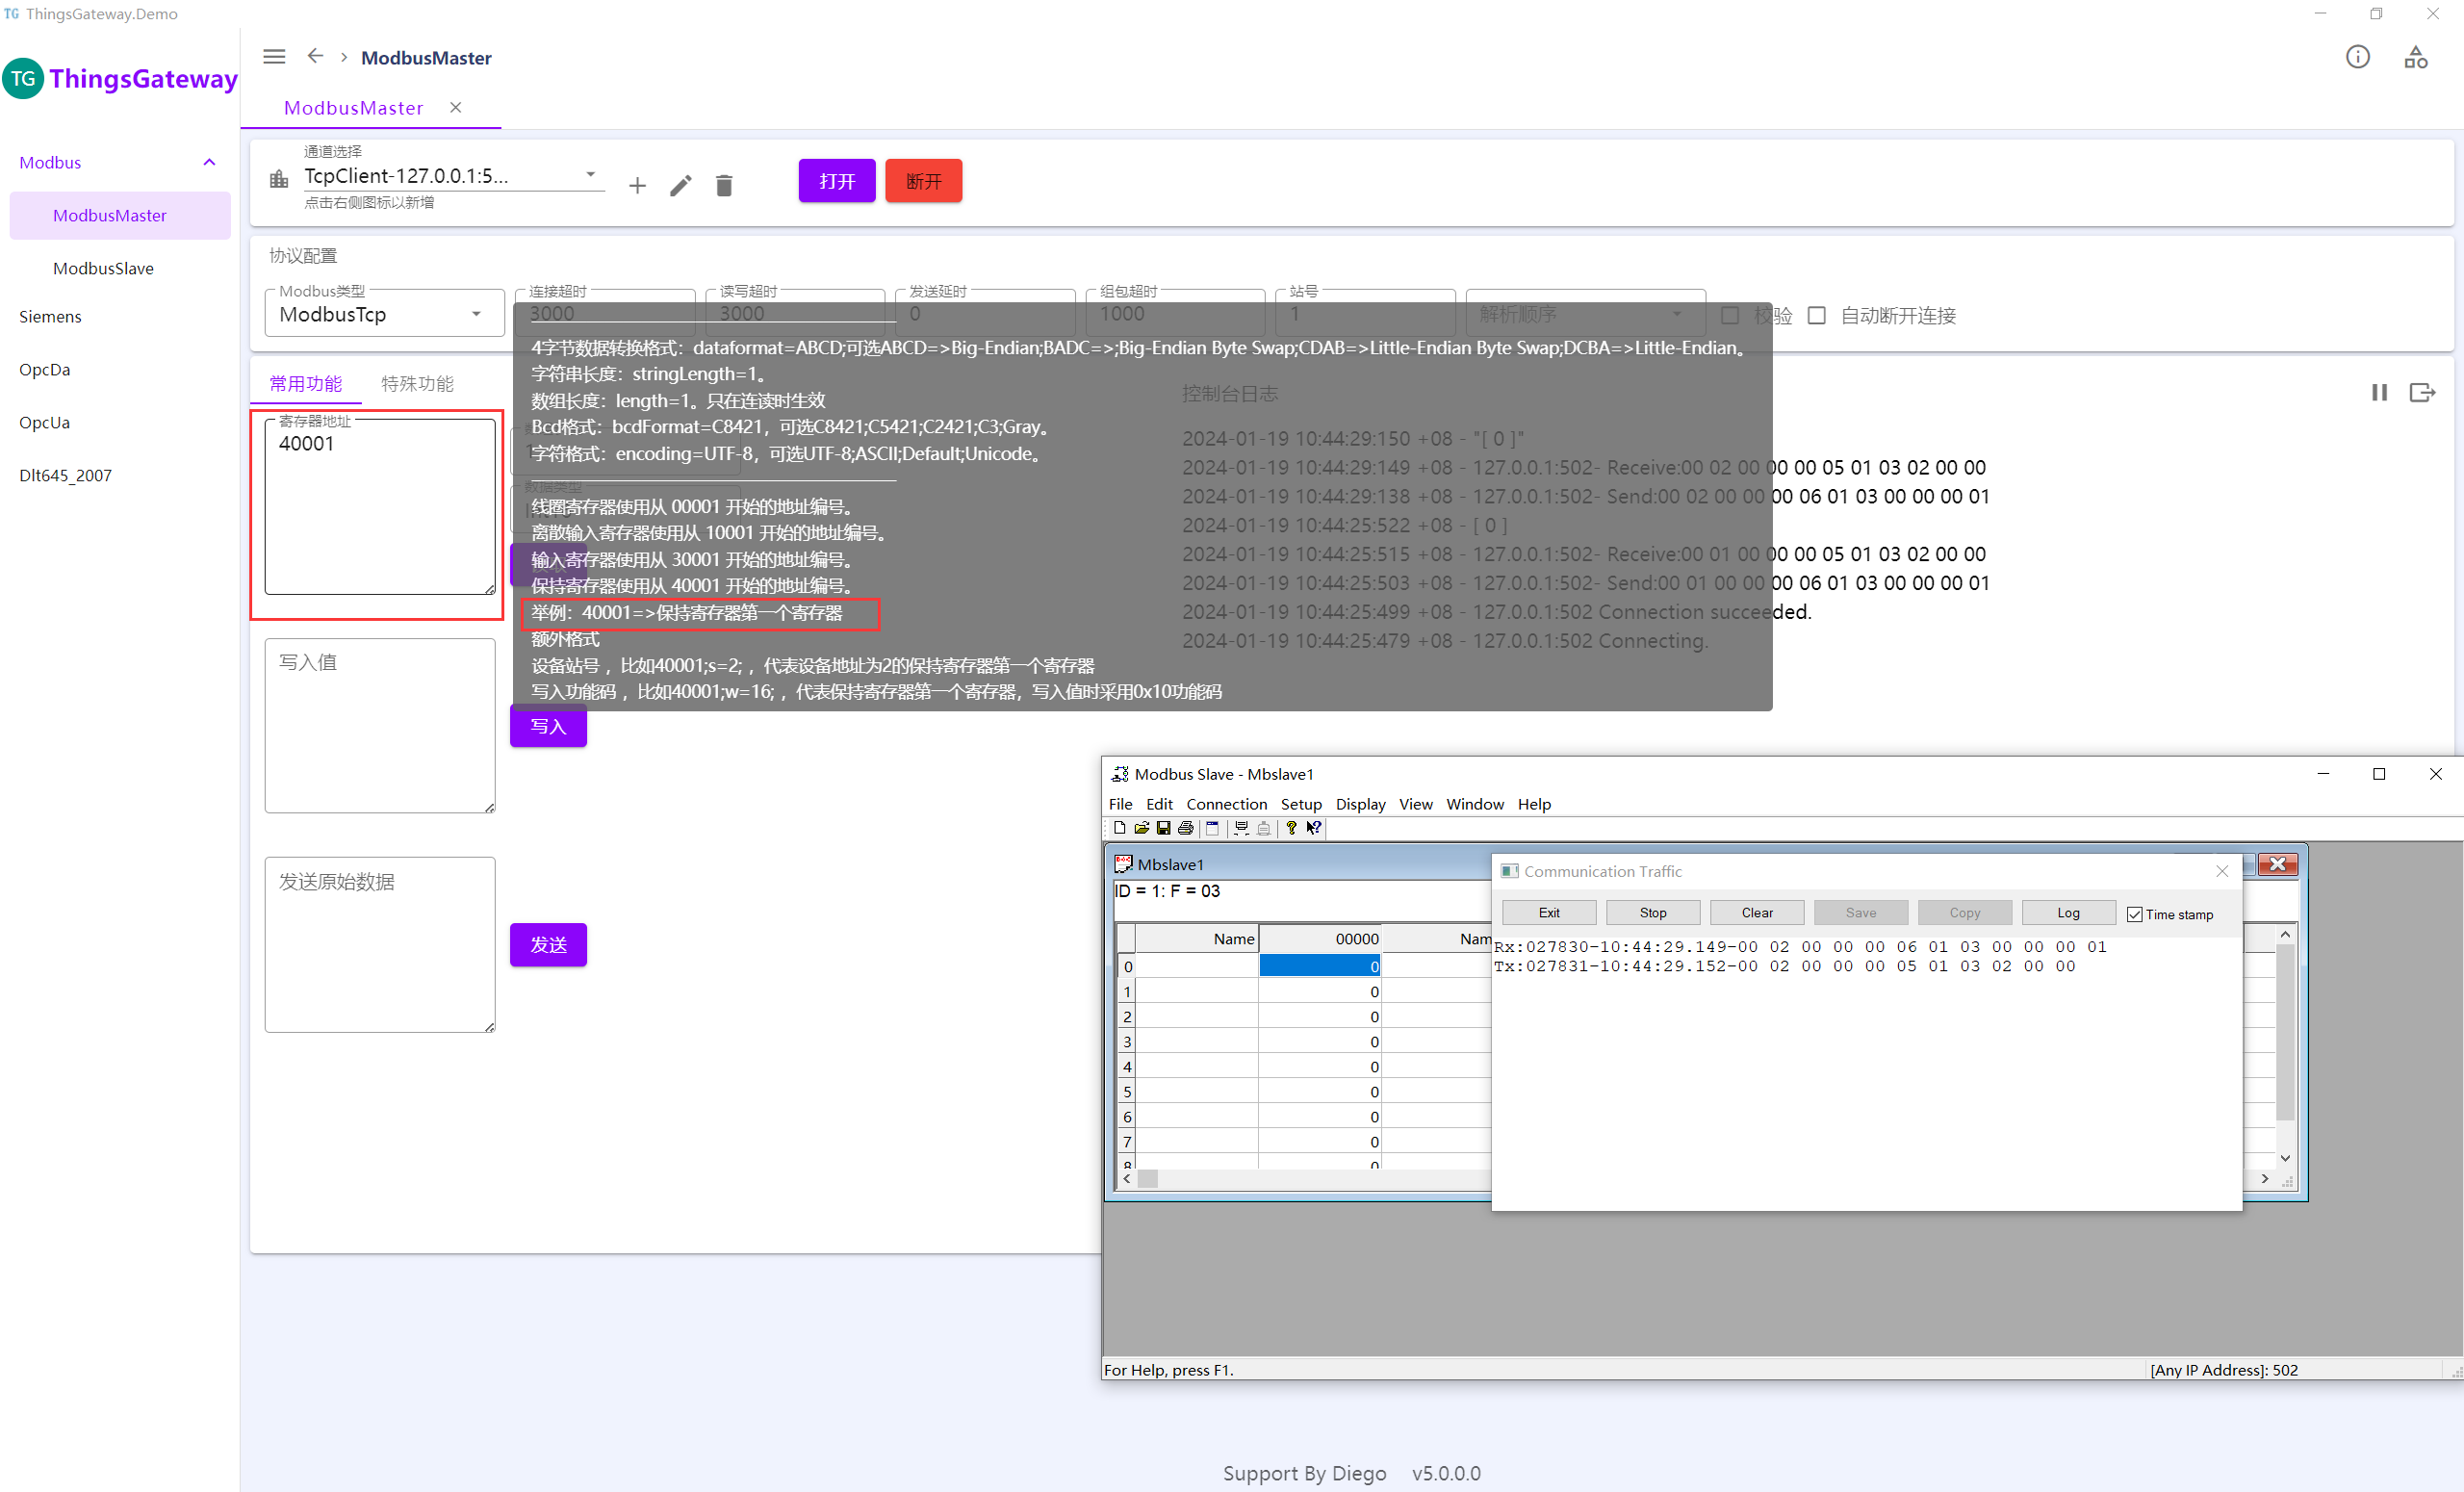 TG ThingsGateway.Demo
TG ThingsGateway
ModbusMaster
ModbusMaster
Modbus
ModbusMaster
ModbusSlave
Siemens
OpcDa
OpcUa
Dlt645_2007
通道选择
TcpClient-127.0.0.1:5...
点击右侧图标以新增
打开
断开
协议配置
Modbus类型
ModbusTcp
连接超时
3000
读写超时
3000
发送延时
0
组包超时
1000
站号
1
解析顺序
校验
自动断开连接
常用功能
特殊功能
寄存器地址
40001
4字节数据转换格式：dataformat=ABCD;可选ABCD=>Big-Endian;BADC=>;Big-Endian Byte Swap;CDAB=>Little-Endian Byte Swap;DCBA=>Little-Endian。
字符串长度：stringLength=1。
数组长度：length=1。只在连读时生效
Bcd格式：bcdFormat=C8421，可选C8421;C5421;C2421;C3;Gray。
字符格式：encoding=UTF-8，可选UTF-8;ASCII;Default;Unicode。
数据类型
线圈寄存器使用从 00001 开始的地址编号。
离散输入寄存器使用从 10001 开始的地址编号。
输入寄存器使用从 30001 开始的地址编号。
保持寄存器使用从 40001 开始的地址编号。
举例：40001=>保持寄存器第一个寄存器
额外格式
设备站号 ，比如40001;s=2; ，代表设备地址为2的保持寄存器第一个寄存器
写入功能码 ，比如40001;w=16; ，代表保持寄存器第一个寄存器，写入值时采用0x10功能码
控制台日志
2024-01-19 10:44:29:150 +08 - "[ 0 ]"
2024-01-19 10:44:29:149 +08 - 127.0.0.1:502- Receive:00 02 00 00 00 05 01 03 02 00 00
2024-01-19 10:44:29:138 +08 - 127.0.0.1:502- Send:00 02 00 00 00 06 01 03 00 00 00 01
2024-01-19 10:44:25:522 +08 - [ 0 ]
2024-01-19 10:44:25:515 +08 - 127.0.0.1:502- Receive:00 01 00 00 00 05 01 03 02 00 00
2024-01-19 10:44:25:503 +08 - 127.0.0.1:502- Send:00 01 00 00 00 06 01 03 00 00 00 01
2024-01-19 10:44:25:499 +08 - 127.0.0.1:502 Connection succeeded.
2024-01-19 10:44:25:479 +08 - 127.0.0.1:502 Connecting.
写入值
写入
发送原始数据
发送
Modbus Slave - Mbslave1
File Edit Connection Setup Display View Window Help
Mbslave1
ID = 1: F = 03
Name 00000 Nam
0 0
1 0
2 0
3 0
4 0
5 0
6 0
7 0
8 0
Communication Traffic
Exit Stop Clear Save Copy Log Time stamp
Rx:027830-10:44:29.149-00 02 00 00 00 06 01 03 00 00 00 01
Tx:027831-10:44:29.152-00 02 00 00 00 05 01 03 02 00 00
For Help, press F1.
[Any IP Address]: 502
Support By Diego v5.0.0.0